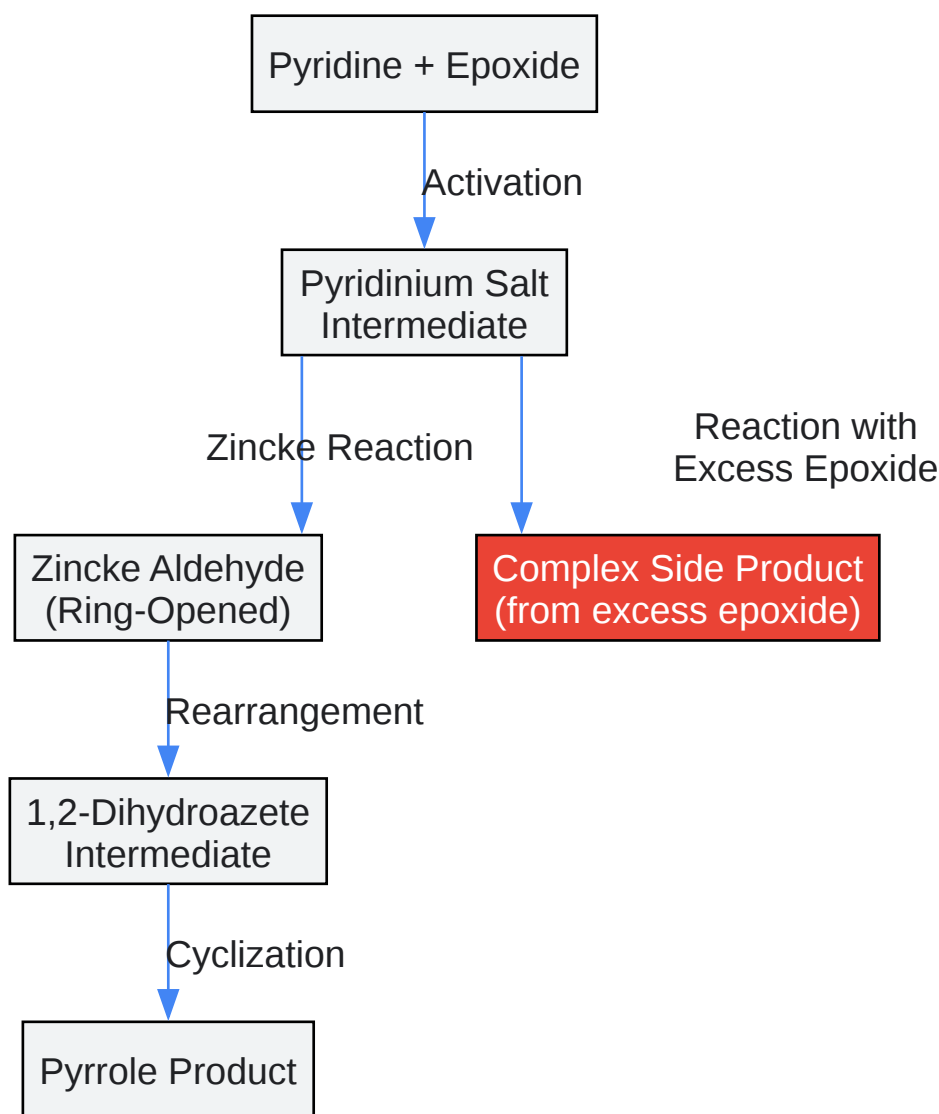 Pyridine + Epoxide
Activation
Pyridinium Salt
Intermediate
Reaction with
Excess Epoxide
Zincke Reaction
Zincke Aldehyde
(Ring-Opened)
Complex Side Product
(from excess epoxide)
Rearrangement
1,2-Dihydroazete
Intermediate
Cyclization
Pyrrole Product